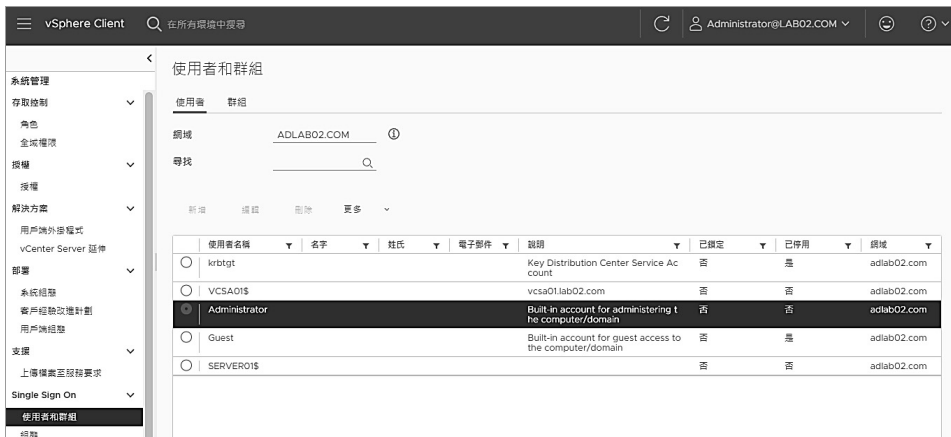 vSphere Client
在所有環境中搜尋
Administrator@LAB02.COM
系統管理
存取控制
角色
全域權限
授權
授權
解決方案
用戶端外掛程式
vCenter Server 延伸
部署
系統組態
客戶經驗改進計劃
用戶端組態
支援
上傳檔案至服務要求
Single Sign On
使用者和群組
組態
使用者和群組
使用者 群組
網域 ADLAB02.COM
尋找
新增 編輯 刪除 更多
使用者名稱 名字 姓氏 電子郵件 說明 已鎖定 已停用 網域
krbtgt Key Distribution Center Service Ac 否 是 adlab02.com
count
VCSA01$ vcsa01.lab02.com 否 否 adlab02.com
Administrator Built-in account for administering t 否 否 adlab02.com
he computer/domain
Guest Built-in account for guest access to 否 是 adlab02.com
the computer/domain
SERVER01$ 否 否 adlab02.com